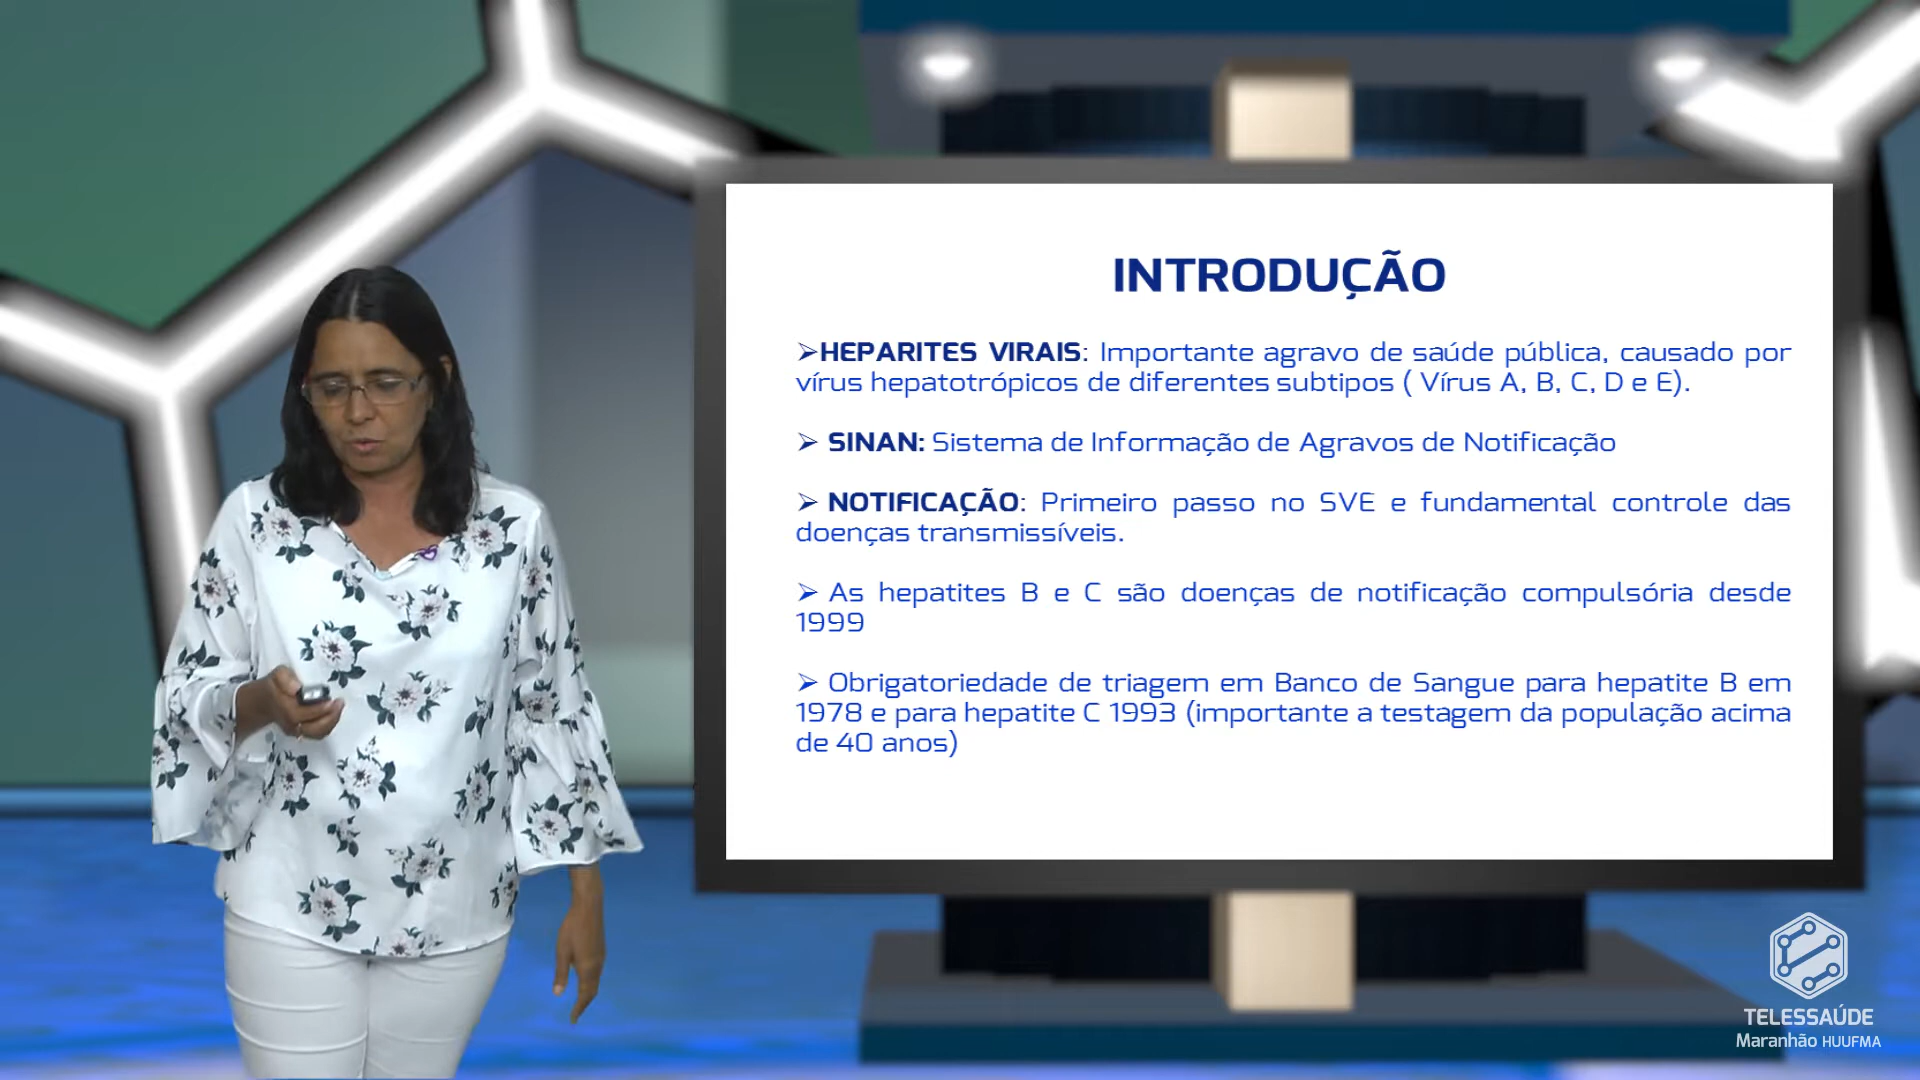 INTRODUÇÃO
➢HEPARITES VIRAIS: Importante agravo de saúde pública, causado por
vírus hepatotrópicos de diferentes subtipos ( Vírus A, B, C, D e E).
➢ SINAN: Sistema de Informação de Agravos de Notificação
➢ NOTIFICAÇÃO: Primeiro passo no SVE e fundamental controle das
doenças transmissíveis.
➢ As hepatites B e C são doenças de notificação compulsória desde
1999
➢ Obrigatoriedade de triagem em Banco de Sangue para hepatite B em
1978 e para hepatite C 1993 (importante a testagem da população acima
de 40 anos)
TELESSAÚDE
Maranhão HUUFMA